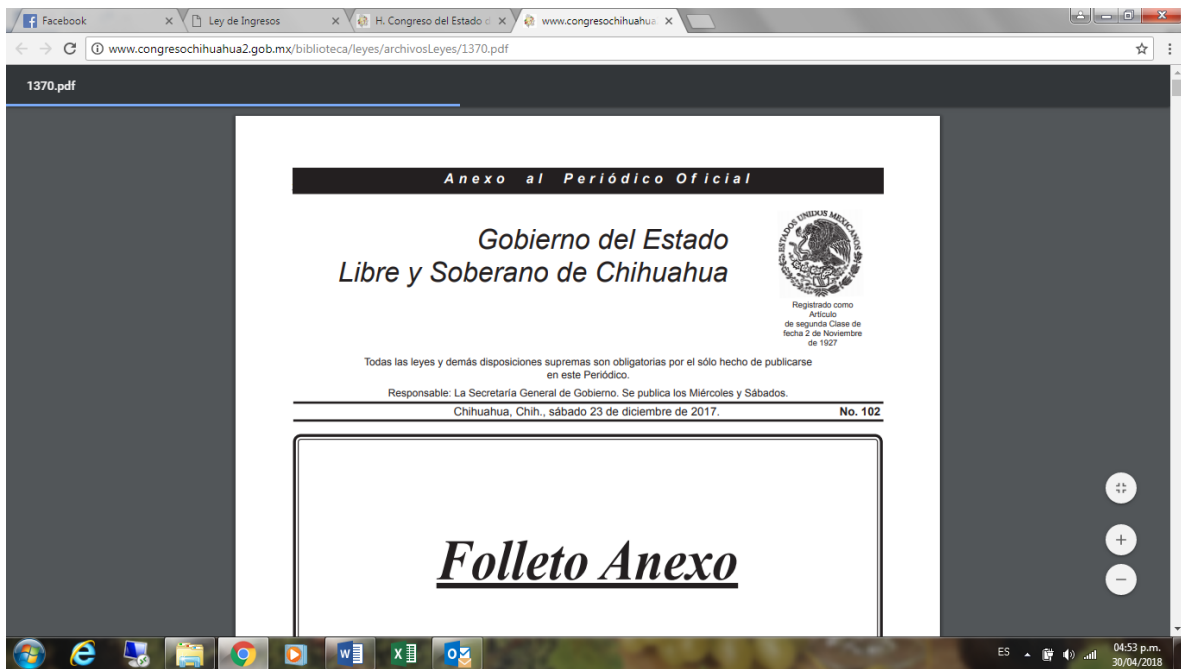 Facebook
Ley de Ingresos
H. Congreso del Estado d
www.congresochihuahua
www.congresochihuahua2.gob.mx/biblioteca/leyes/archivosLeyes/1370.pdf
1370.pdf
Anexo al Periódico Oficial
Gobierno del Estado
Libre y Soberano de Chihuahua
ESTADOS UNIDOS MEXICANOS
Registrado como
Artículo
de segunda Clase de
fecha 2 de Noviembre
de 1927
Todas las leyes y demás disposiciones supremas son obligatorias por el sólo hecho de publicarse
en este Periódico.
Responsable: La Secretaría General de Gobierno. Se publica los Miércoles y Sábados.
Chihuahua, Chih., sábado 23 de diciembre de 2017. No. 102
Folleto Anexo
ES
04:53 p.m.
30/04/2018